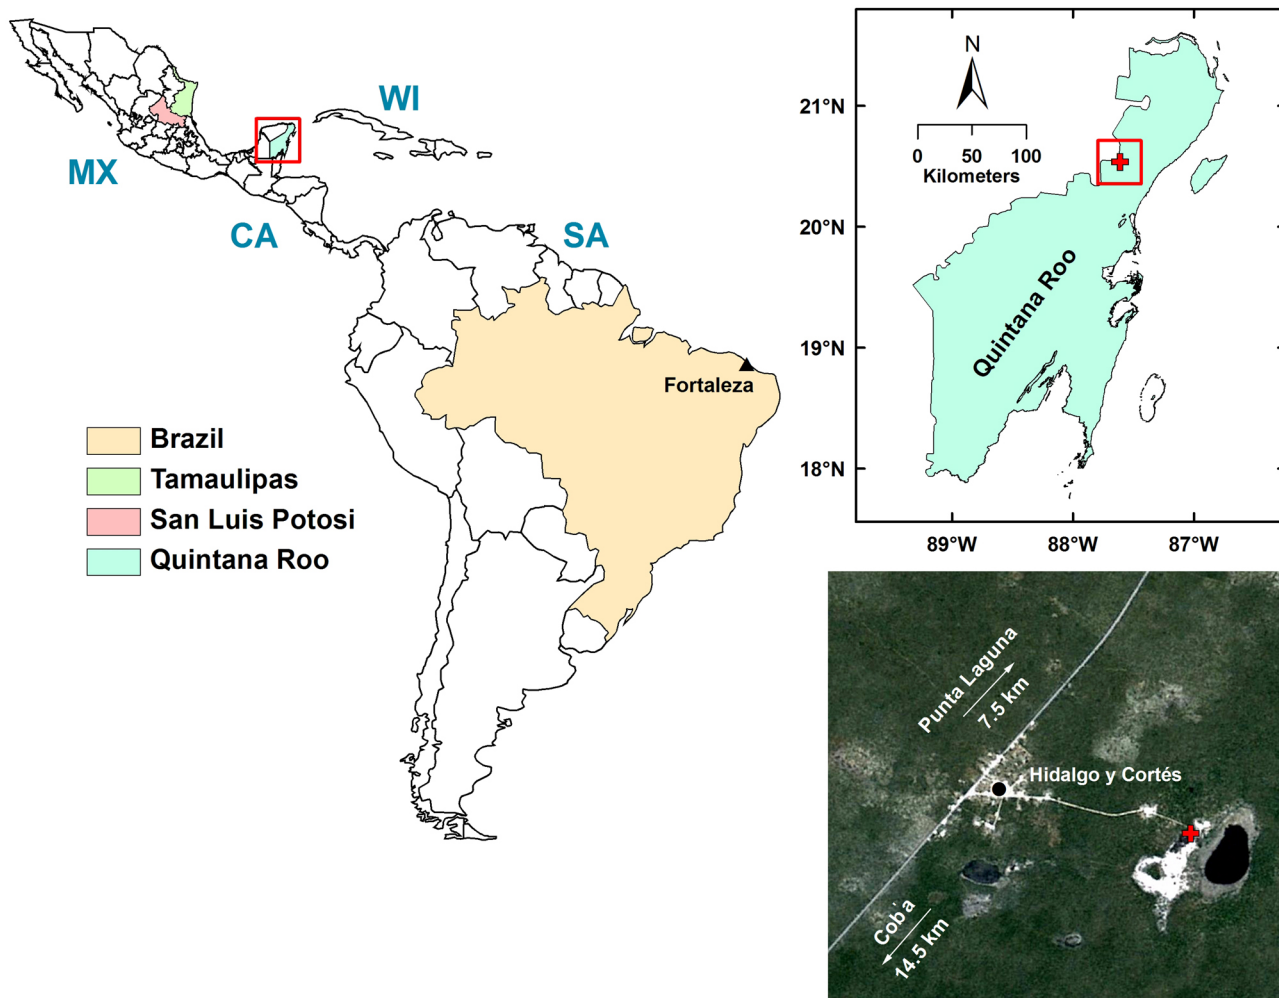 WI
MX
CA
SA
Fortaleza
Brazil
Tamaulipas
San Luis Potosi
Quintana Roo
N
0 50 100
Kilometers
21°N
20°N
19°N
18°N
89°W 88°W 87°W
Quintana Roo
Punta Laguna
7.5 km
Hidalgo y Cortés
Cob'a
14.5 km